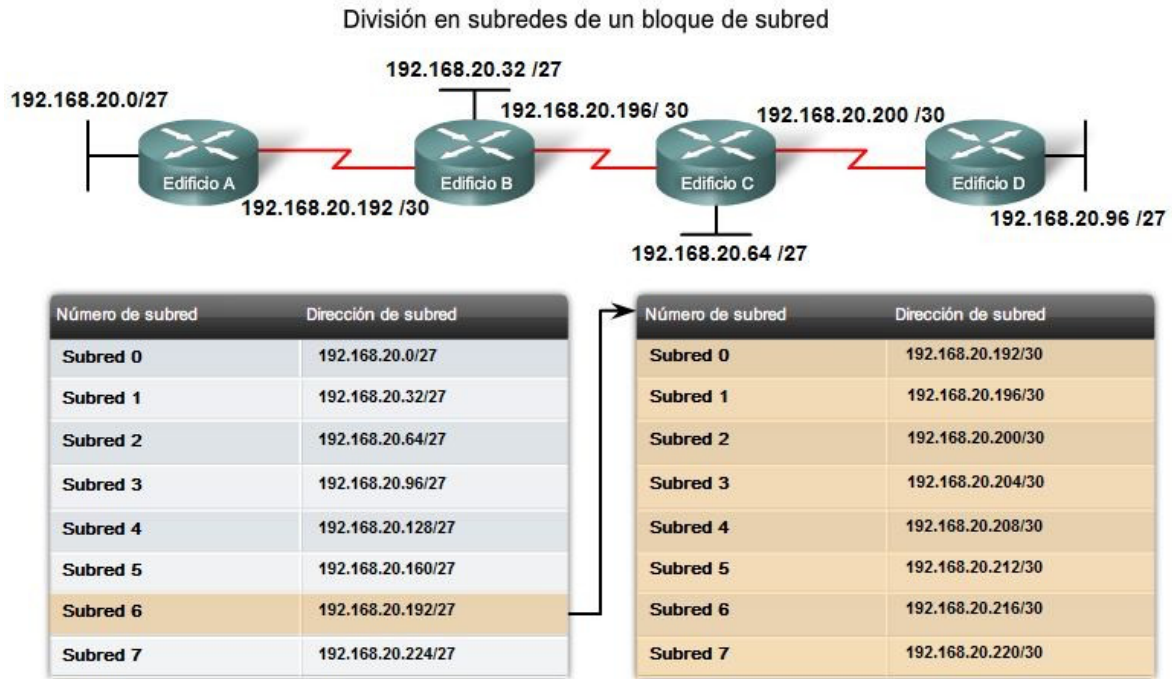 División en subredes de un bloque de subred
192.168.20.32 /27
192.168.20.0/27
192.168.20.196/ 30
192.168.20.200 /30
Edificio A
Edificio B
Edificio C
Edificio D
192.168.20.192 /30
192.168.20.96 /27
192.168.20.64 /27
Número de subred Dirección de subred
Subred 0 192.168.20.0/27
Subred 1 192.168.20.32/27
Subred 2 192.168.20.64/27
Subred 3 192.168.20.96/27
Subred 4 192.168.20.128/27
Subred 5 192.168.20.160/27
Subred 6 192.168.20.192/27
Subred 7 192.168.20.224/27
Número de subred Dirección de subred
Subred 0 192.168.20.192/30
Subred 1 192.168.20.196/30
Subred 2 192.168.20.200/30
Subred 3 192.168.20.204/30
Subred 4 192.168.20.208/30
Subred 5 192.168.20.212/30
Subred 6 192.168.20.216/30
Subred 7 192.168.20.220/30